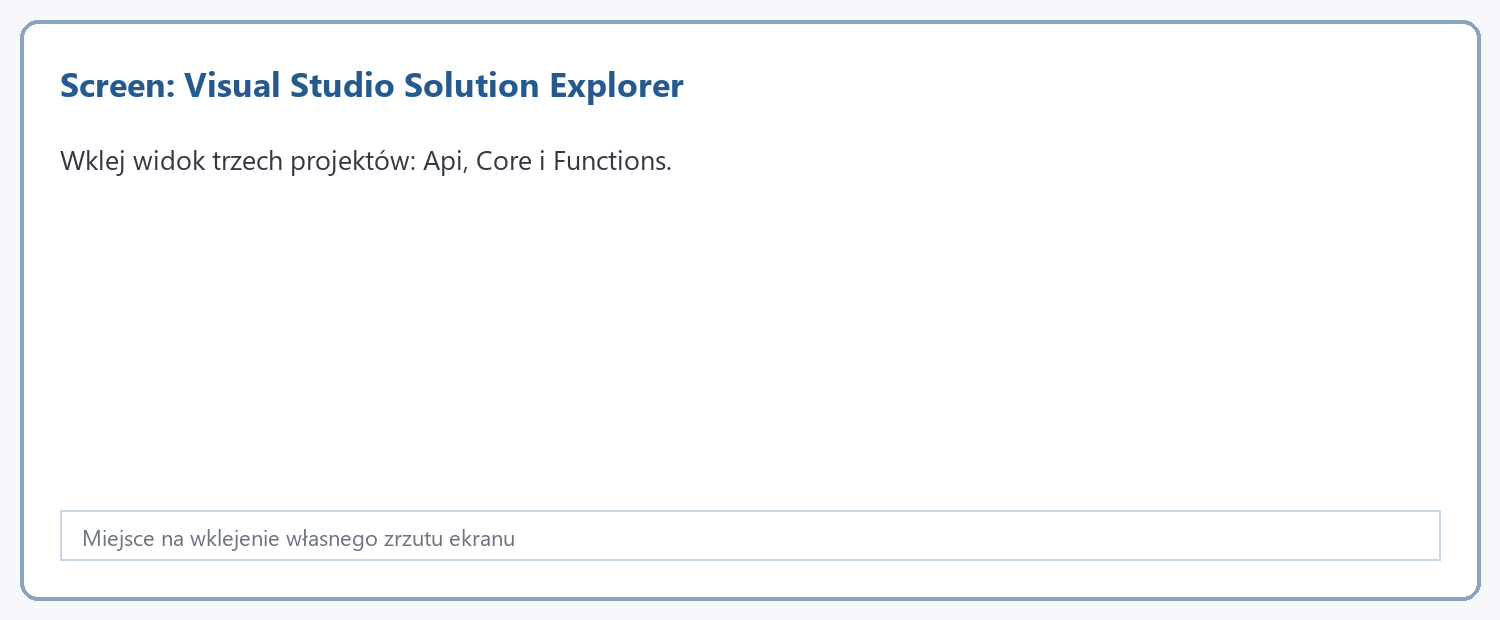 Screen: Visual Studio Solution Explorer
Wklej widok trzech projektów: Api, Core i Functions.
Miejsce na wklejenie własnego zrzutu ekranu